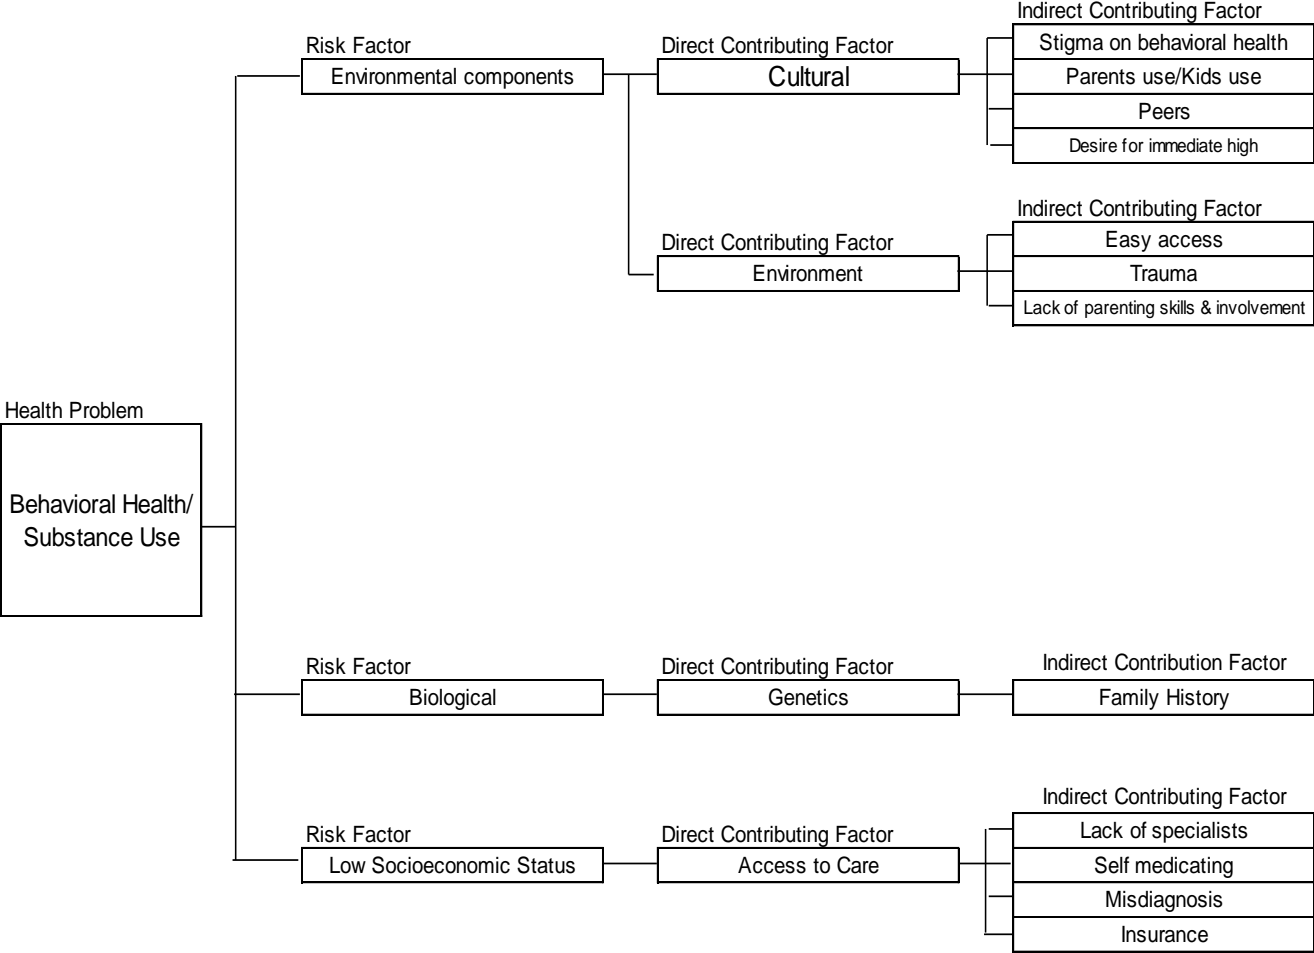 Indirect Contributing Factor
Risk Factor
Direct Contributing Factor
Stigma on behavioral health
Environmental components
Cultural
Parents use/Kids use
Peers
Desire for immediate high
Indirect Contributing Factor
Direct Contributing Factor
Easy access
Environment
Trauma
Lack of parenting skills & involvement
Health Problem
Behavioral Health/
Substance Use
Risk Factor
Direct Contributing Factor
Indirect Contribution Factor
Biological
Genetics
Family History
Indirect Contributing Factor
Risk Factor
Direct Contributing Factor
Lack of specialists
Low Socioeconomic Status
Access to Care
Self medicating
Misdiagnosis
Insurance